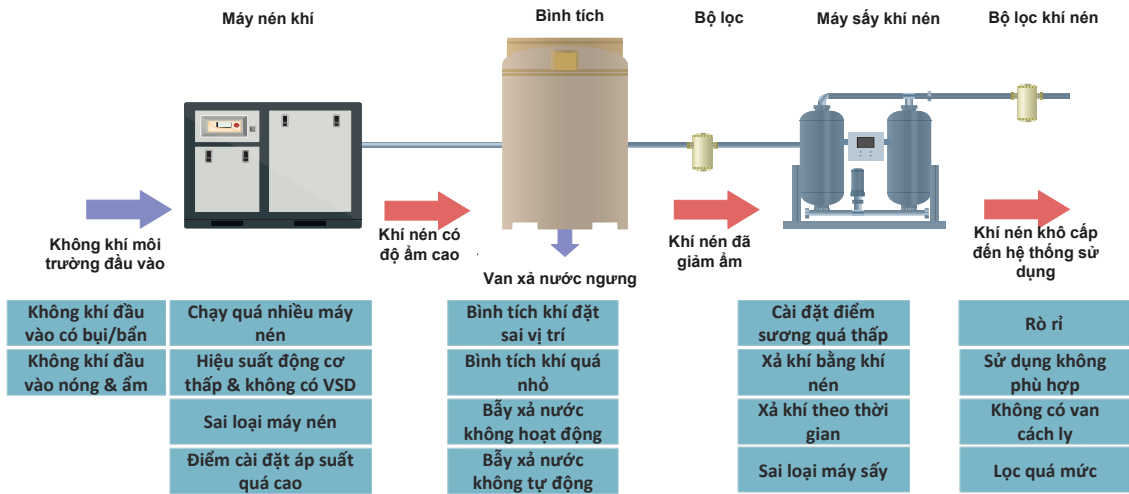 Máy nén khí
Bình tích
Bộ lọc
Máy sấy khí nén
Bộ lọc khí nén
Không khí môi
trường đầu vào
Khí nén có
độ ẩm cao
Van xả nước ngưng
Khí nén đã
giảm ẩm
Khí nén khô cấp
đến hệ thống sử
dụng
Không khí đầu
vào có bụi/bẩn
Không khí đầu
vào nóng & ẩm
Chạy quá nhiều máy
nén
Hiệu suất động cơ
thấp & không có VSD
Sai loại máy nén
Điểm cài đặt áp suất
quá cao
Bình tích khí đặt
sai vị trí
Bình tích khí quá
nhỏ
Bẫy xả nước
không hoạt động
Bẫy xả nước
không tự động
Cài đặt điểm
sương quá thấp
Xả khí bằng khí
nén
Xả khí theo thời
gian
Sai loại máy sấy
Rò rỉ
Sử dụng không
phù hợp
Không có van
cách ly
Lọc quá mức